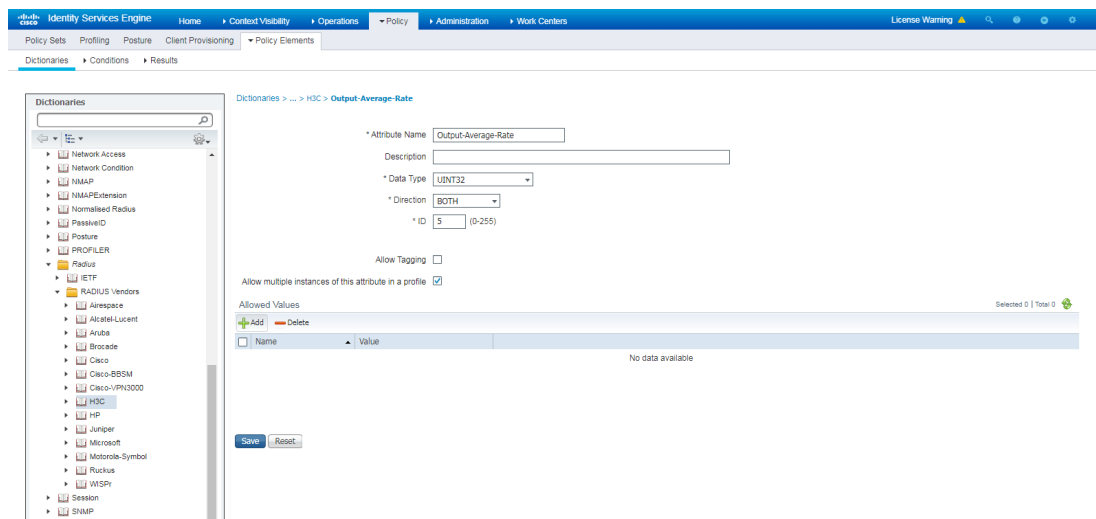 cisco Identity Services Engine Home Context Visibility Operations Policy Administration Work Centers License Warning
Policy Sets Profiling Posture Client Provisioning Policy Elements
Dictionaries Conditions Results
Dictionaries
Network Access
Network Condition
NMAP
NMAPExtension
Normalised Radius
PassiveID
Posture
PROFILER
Radius
IETF
RADIUS Vendors
Airespace
Alcatel-Lucent
Aruba
Brocade
Cisco
Cisco-BBSM
Cisco-VPN3000
H3C
HP
Juniper
Microsoft
Motorola-Symbol
Ruckus
WISPr
Session
SNMP
Dictionaries > ... > H3C > Output-Average-Rate
* Attribute Name Output-Average-Rate
Description
* Data Type UINT32
* Direction BOTH
* ID 5 (0-255)
Allow Tagging
Allow multiple instances of this attribute in a profile
Allowed Values Selected 0 | Total 0
Add Delete
Name Value
No data available
Save Reset